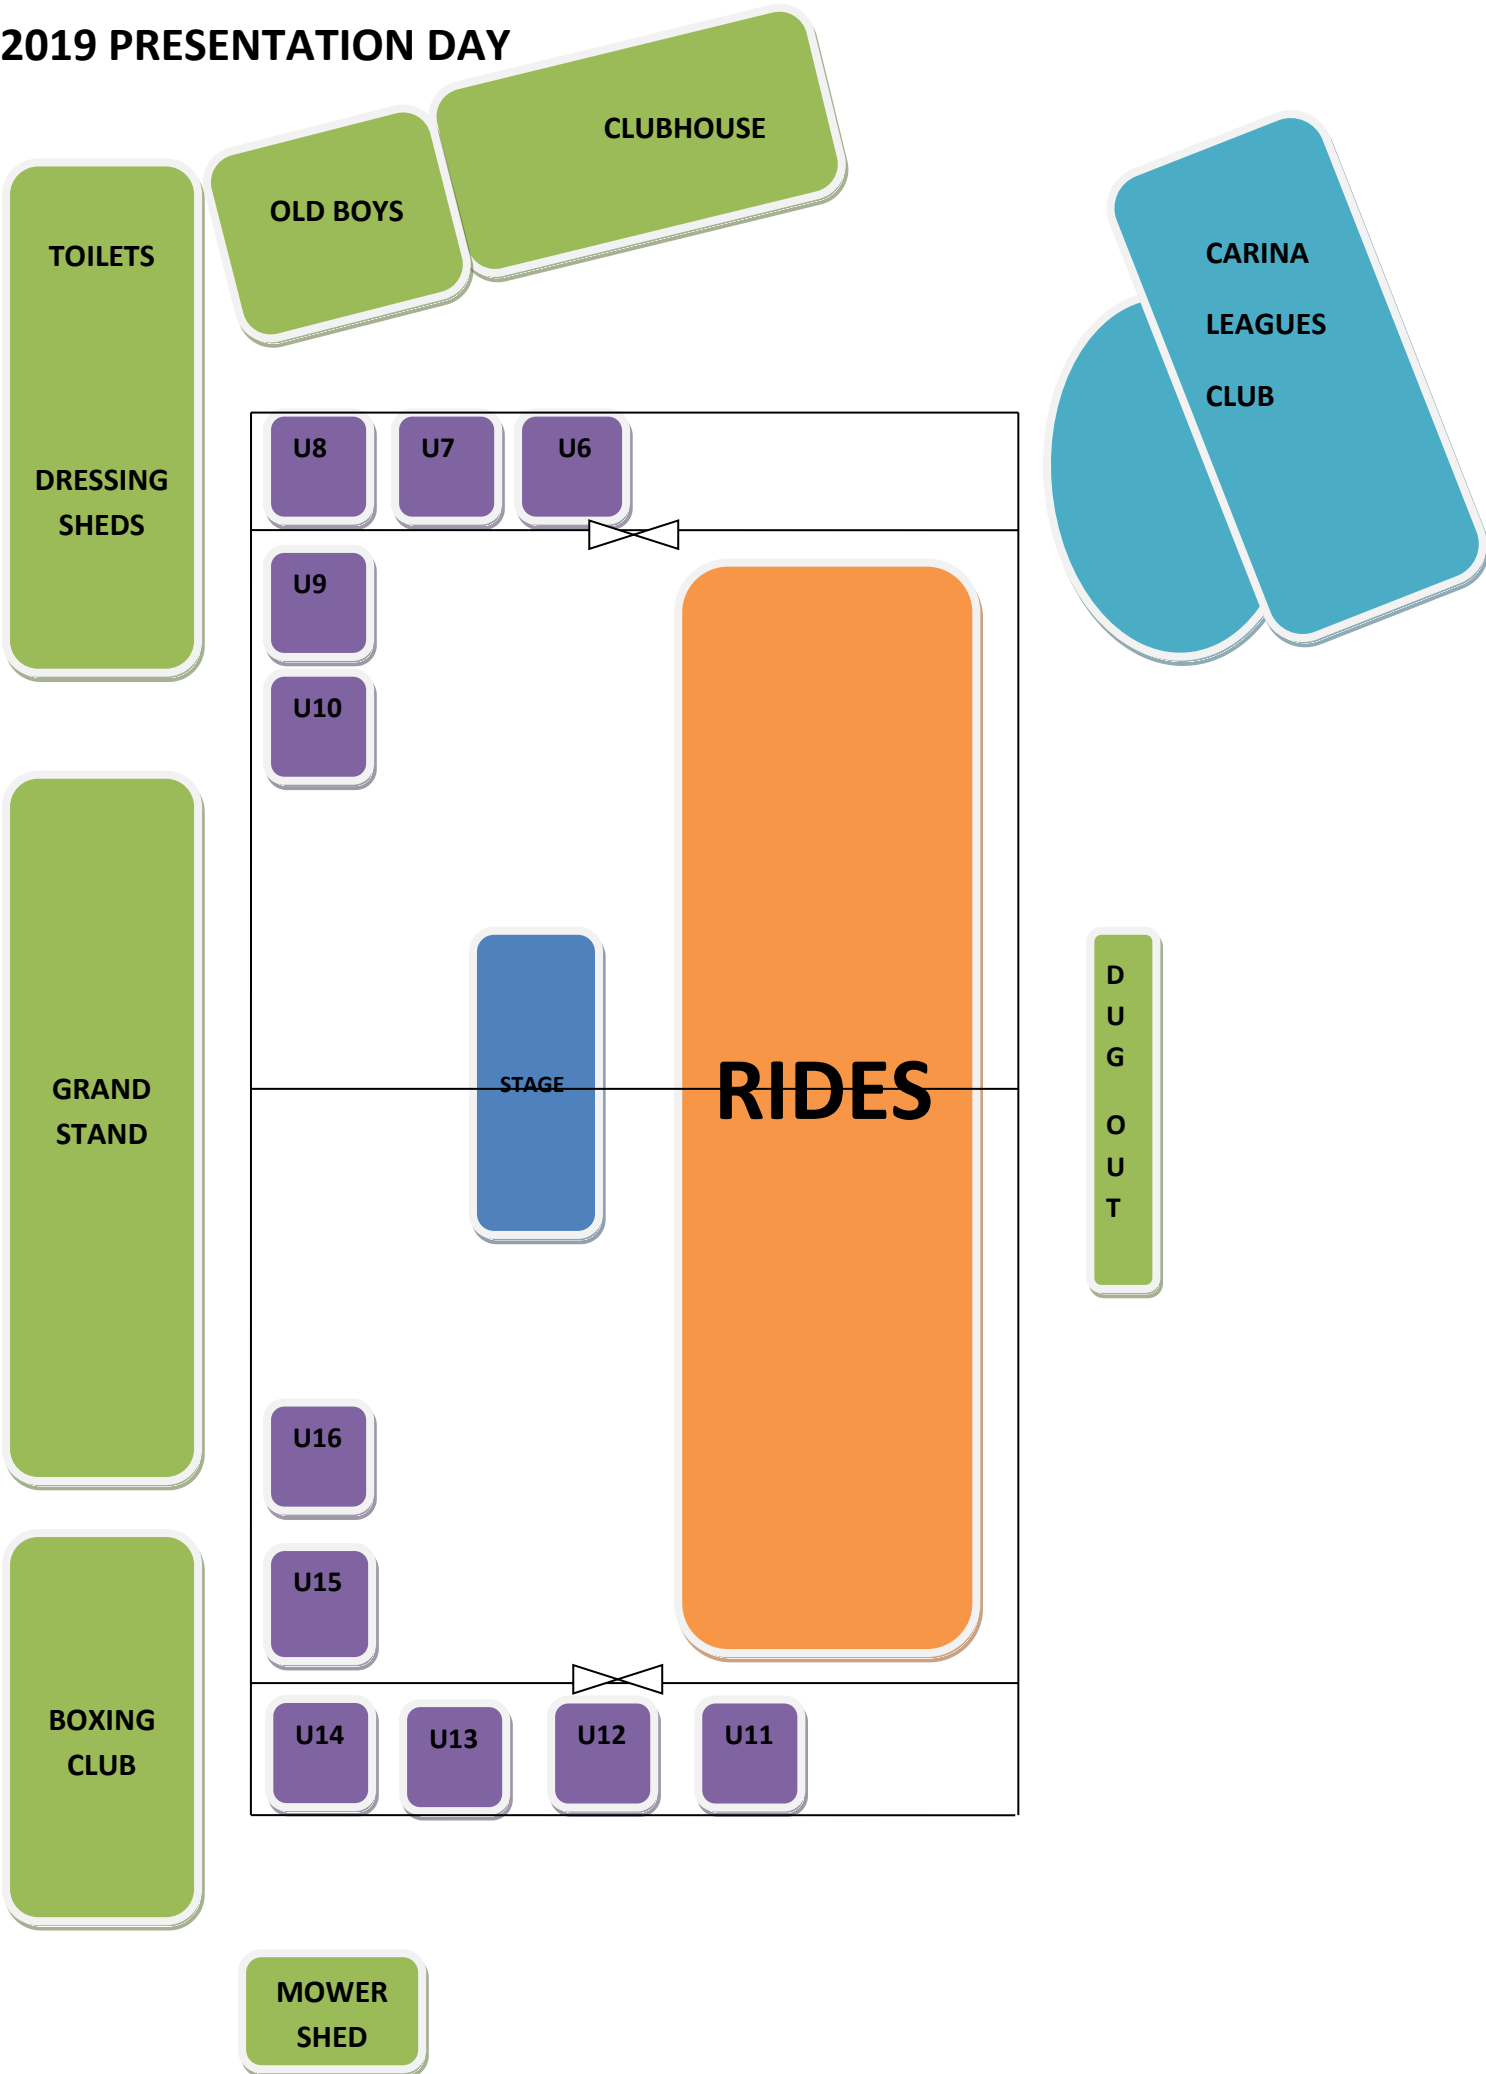 2019 PRESENTATION DAY
CLUBHOUSE
OLD BOYS
TOILETS
CARINA
LEAGUES
CLUB
U8
U7
U6
DRESSING
SHEDS
U9
U10
D
U
G
O
U
T
STAGE
RIDES
GRAND
STAND
U16
U15
BOXING
CLUB
U14
U13
U12
U11
MOWER
SHED